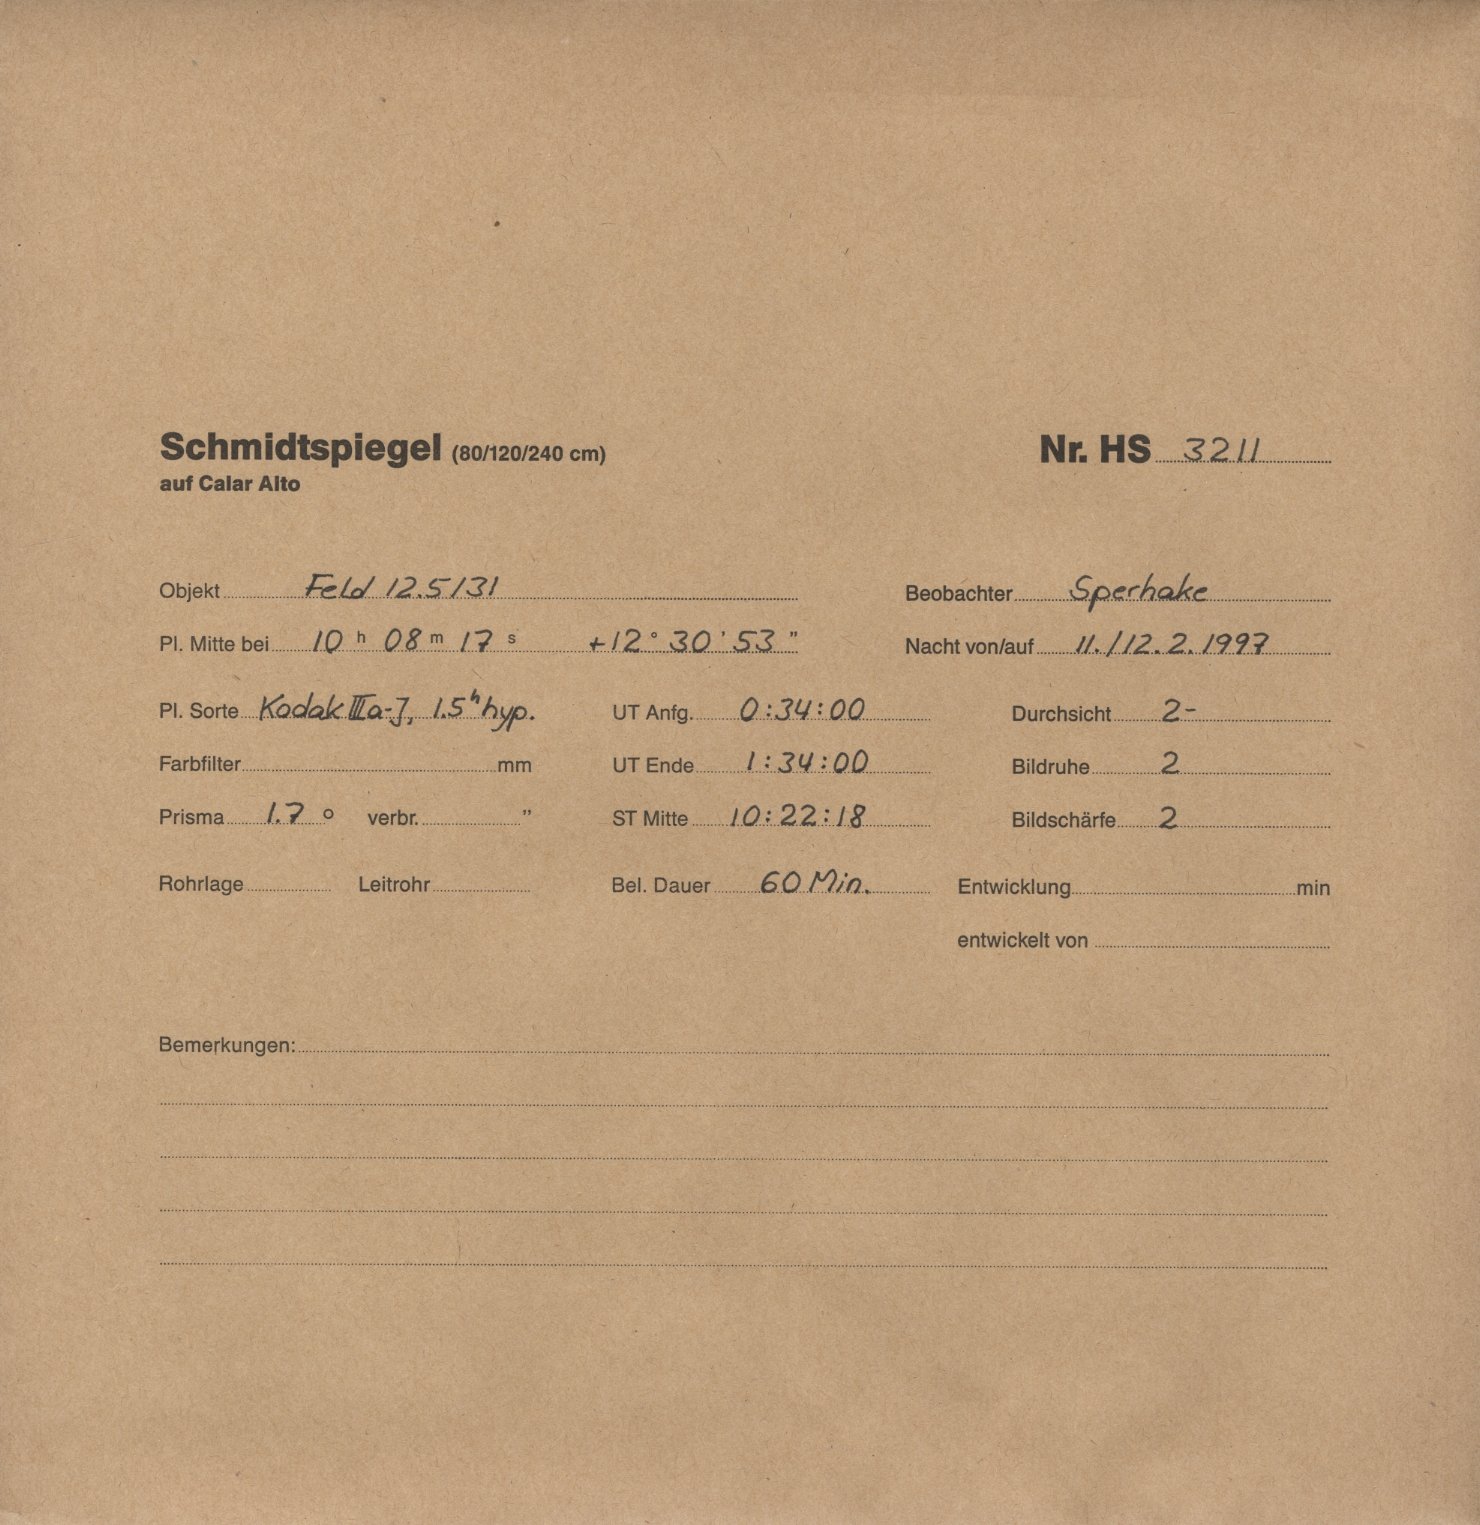 Schmidtspiegel (80/120/240 cm) Nr. HS 3211
auf Calar Alto
Objekt Feld 12.5/31 Beobachter Sperhake
Pl. Mitte bei 10 h 08 m 17 s +12° 30' 53" Nacht von/auf 11./12.2.1997
Pl. Sorte Kodak IIIa-J, 1.5h hyp. UT Anfg. 0:34:00 Durchsicht 2-
Farbfilter mm UT Ende 1:34:00 Bildruhe 2
Prisma 1.7 ° verbr. " ST Mitte 10:22:18 Bildschärfe 2
Rohrlage Leitrohr Bel. Dauer 60 Min. Entwicklung min
entwickelt von
Bemerkungen: